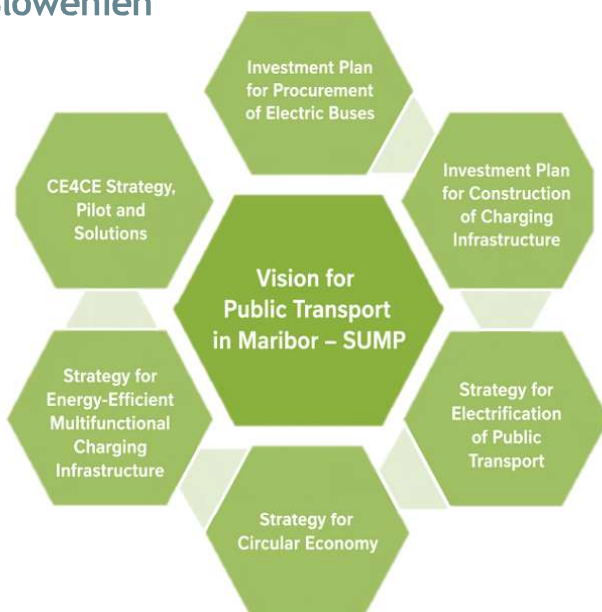 Slowenien
Investment Plan
for Procurement
of Electric Buses
Investment Plan
for Construction
of Charging
Infrastructure
CE4CE Strategy,
Pilot and
Solutions
Vision for
Public Transport
in Maribor – SUMP
Strategy for
Energy-Efficient
Multifunctional
Charging
Infrastructure
Strategy for
Electrification
of Public
Transport
Strategy for
Circular Economy